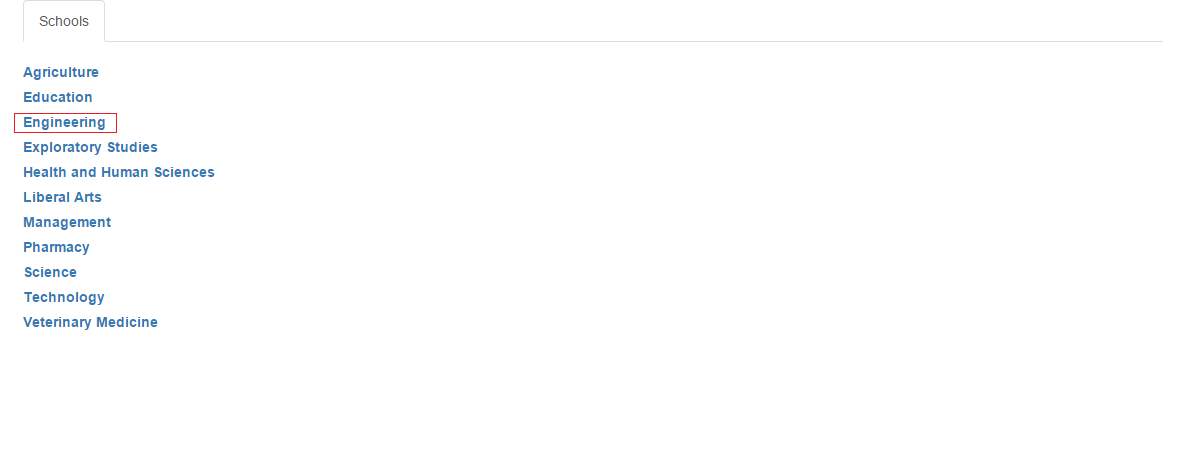 Schools
Agriculture
Education
Engineering
Exploratory Studies
Health and Human Sciences
Liberal Arts
Management
Pharmacy
Science
Technology
Veterinary Medicine